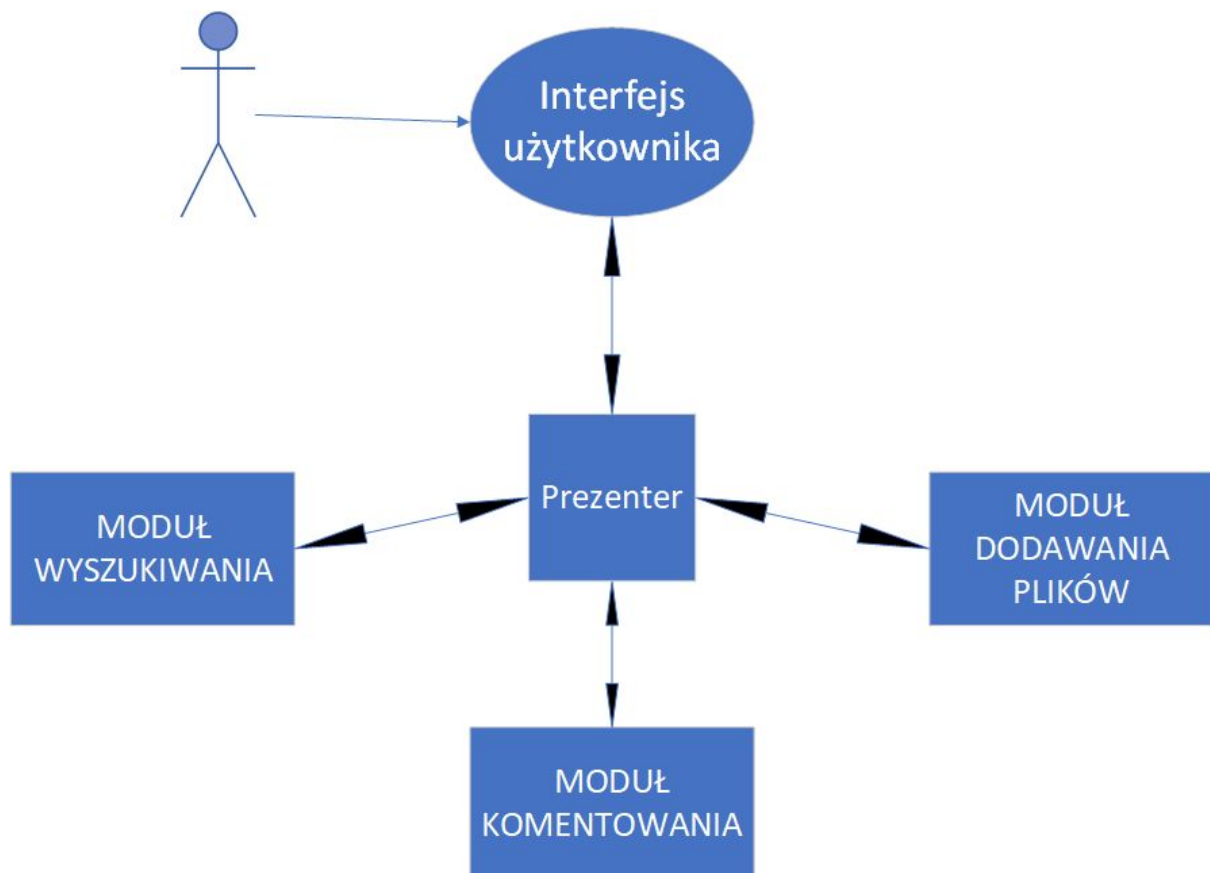 Interfejs
użytkownika
Prezenter
MODUŁ
WYSZUKIWANIA
MODUŁ
DODAWANIA
PLIKÓW
MODUŁ
KOMENTOWANIA